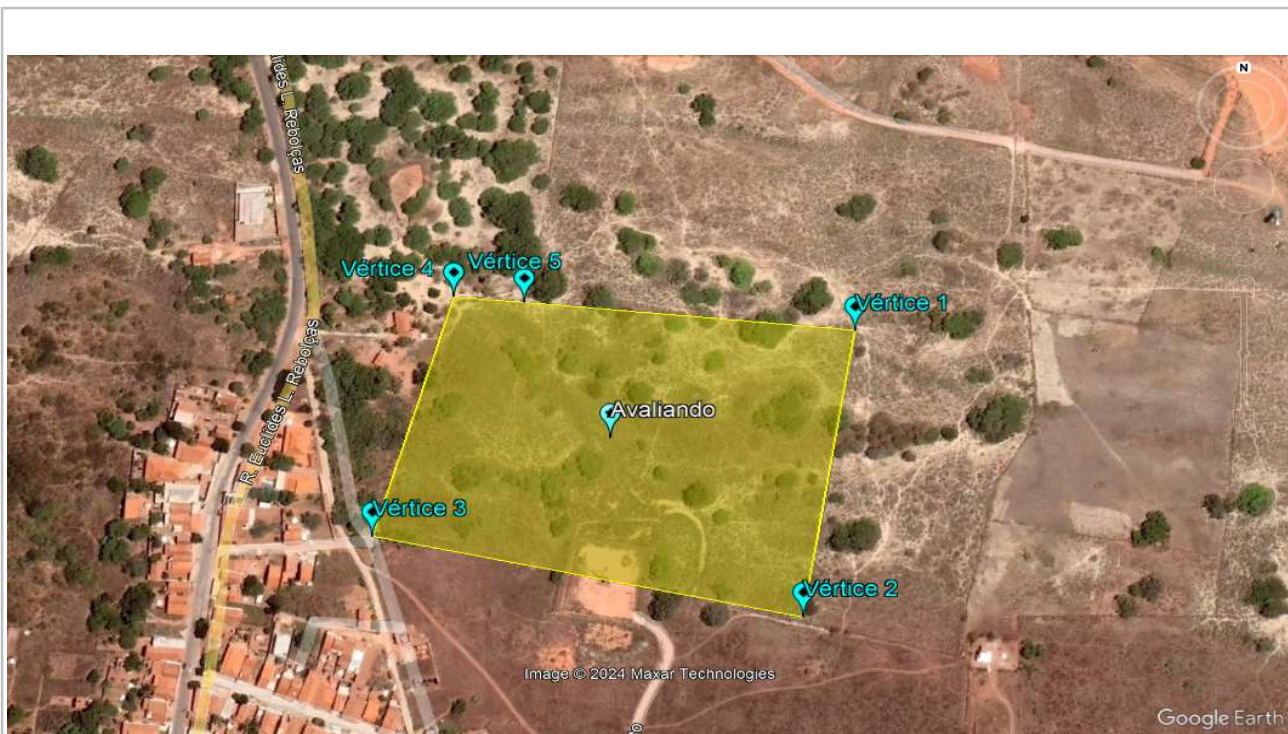 N
R. Euclides L. Rebolças
Vértice 4
Vértice 5
Vértice 1
Avaliando
R. Euclides L. Rebolças
Vértice 3
Vértice 2
Image © 2024 Maxar Technologies
Google Earth